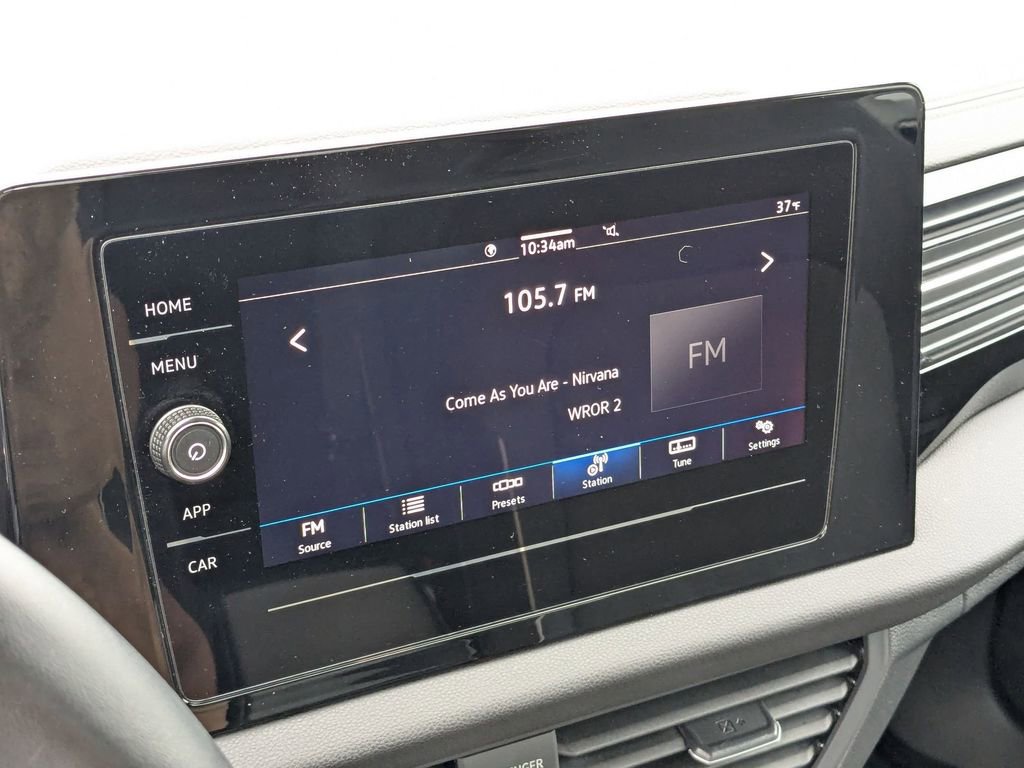 37°F
10:34am
105.7 FM
HOME
MENU
FM
Come As You Are - Nirvana
WROR 2
APP
CAR
FM Source
Station list
Presets
Station
Tune
Settings